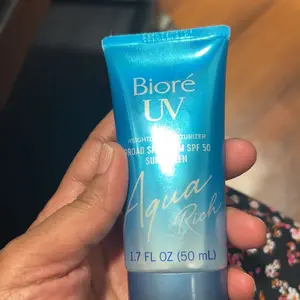 Bioré
UV
BROAD SPECTRUM SPF 50
SUNSCREEN
Aqua
Rich
1.7 FL OZ (50 mL)